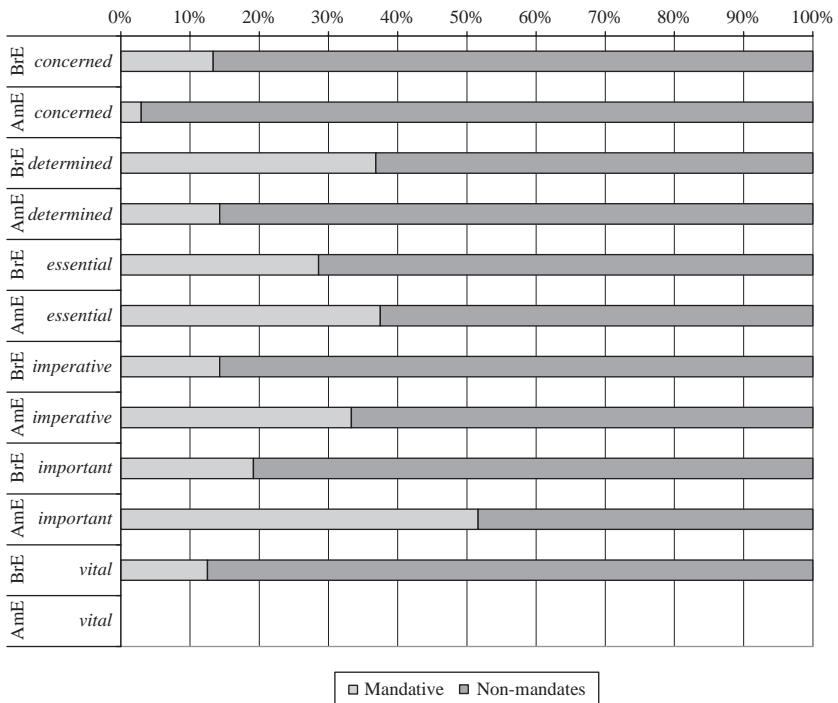 0% 10% 20% 30% 40% 50% 60% 70% 80% 90% 100%
BrE concerned
AmE concerned
BrE determined
AmE determined
BrE essential
AmE essential
BrE imperative
AmE imperative
BrE important
AmE important
BrE vital
AmE vital
Mandative Non-mandates